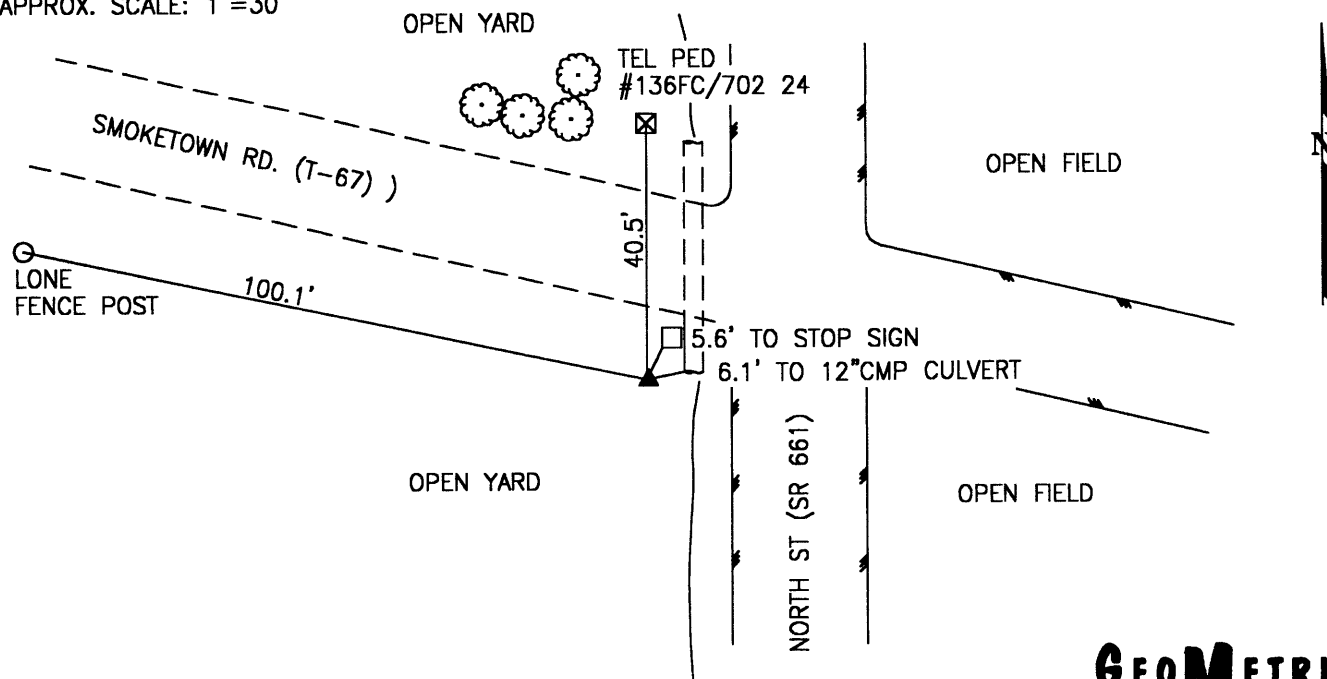 APPROX. SCALE: 1"=30'
OPEN YARD
TEL PED
#136FC/702 24
SMOKETOWN RD. (T-67) )
OPEN FIELD
N
40.5'
LONE
FENCE POST
100.1'
5.6' TO STOP SIGN
6.1' TO 12"CMP CULVERT
NORTH ST (SR 661)
OPEN YARD
OPEN FIELD
GEOMETRI